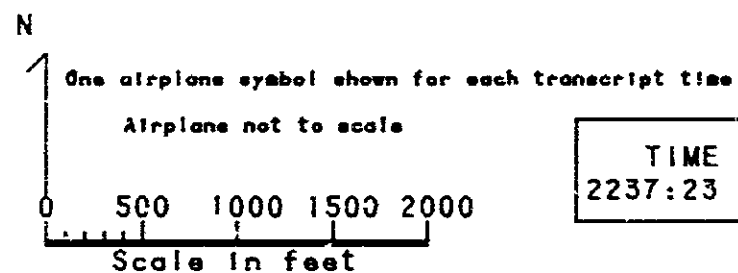 N
One airplane symbol shown for each transcript time
Airplane not to scale
TIME
2237:23
0 500 1000 1500 2000
Scale in feet